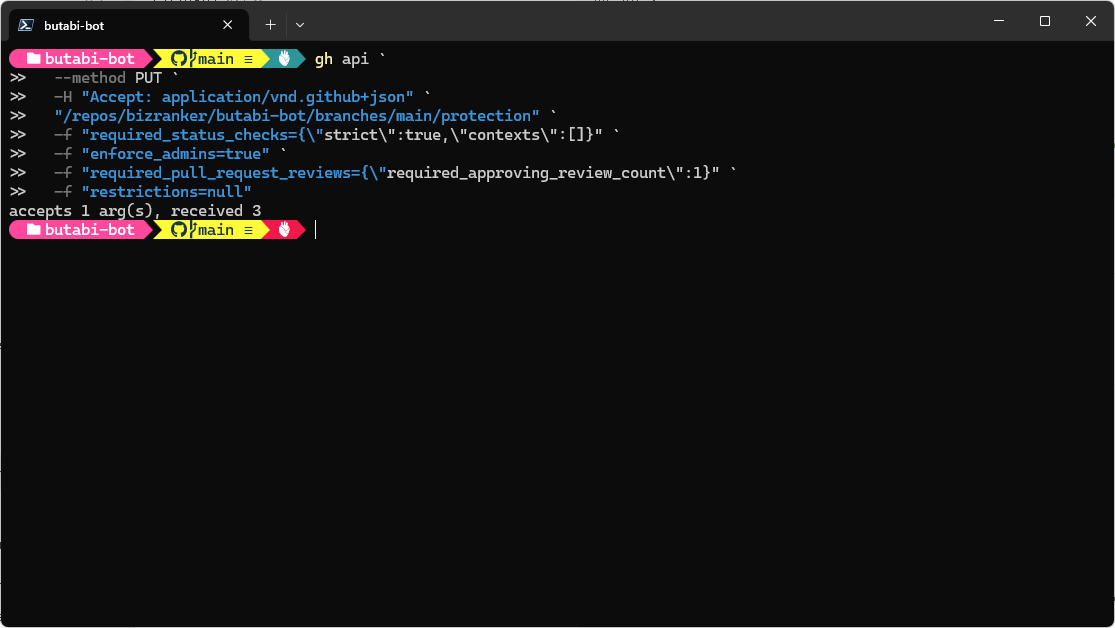 butabi-bot
butabi-bot main ≡ gh api `
>>   --method PUT `
>>   -H "Accept: application/vnd.github+json" `
>>   "/repos/bizranker/butabi-bot/branches/main/protection" `
>>   -f "required_status_checks={\"strict\":true,\"contexts\":[]}" `
>>   -f "enforce_admins=true" `
>>   -f "required_pull_request_reviews={\"required_approving_review_count\":1}" `
>>   -f "restrictions=null"
accepts 1 arg(s), received 3
butabi-bot main ≡